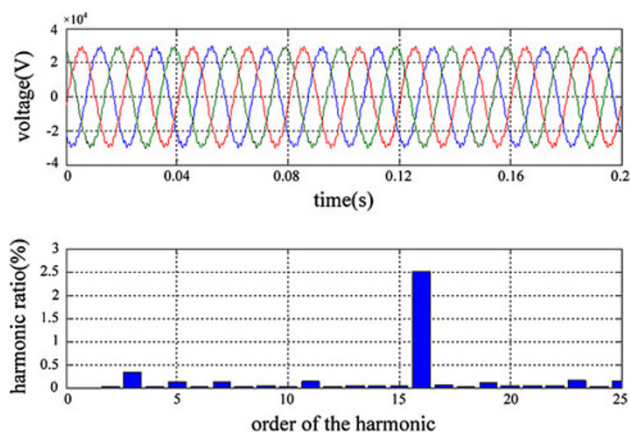 ×10⁴
4
2
0
-2
-4
voltage(V)
0 0.04 0.08 0.12 0.16 0.2
time(s)
3
2.5
2
1.5
1
0.5
0
harmonic ratio(%)
0 5 10 15 20 25
order of the harmonic